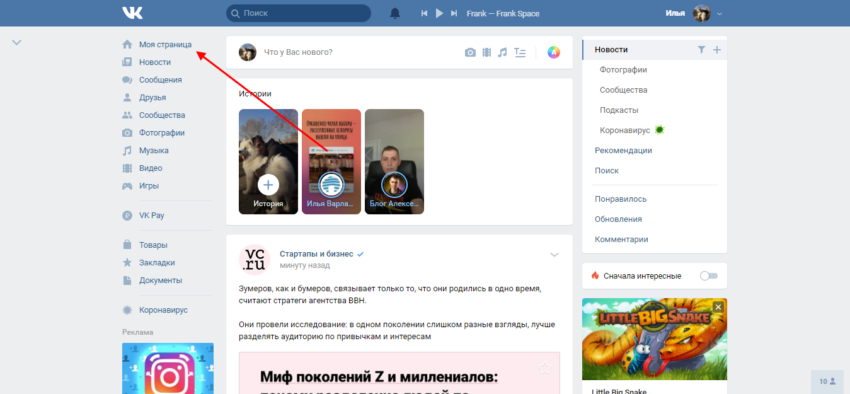 Поиск
Frank — Frank Space
Илья
Моя страница
Новости
Сообщения
Друзья
Сообщества
Фотографии
Музыка
Видео
Игры
VK Pay
Товары
Закладки
Документы
Коронавирус
Реклама
Что у Вас нового?
Истории
История
Илья Варла...
Блог Алексе...
vc
.ru
Стартапы и бизнес
минуту назад
Зумеров, как и бумеров, связывает только то, что они родились в одно время,
считают стратеги агентства BBH.
Они провели исследование: в одном поколении слишком разные взгляды, лучше
разделять аудиторию по привычкам и интересам
Миф поколений Z и миллениалов:
Новости
Фотографии
Сообщества
Подкасты
Коронавирус
Рекомендации
Поиск
Понравилось
Обновления
Комментарии
Сначала интересные
LITTLE BIG SNAKE
Little Big Snake
10